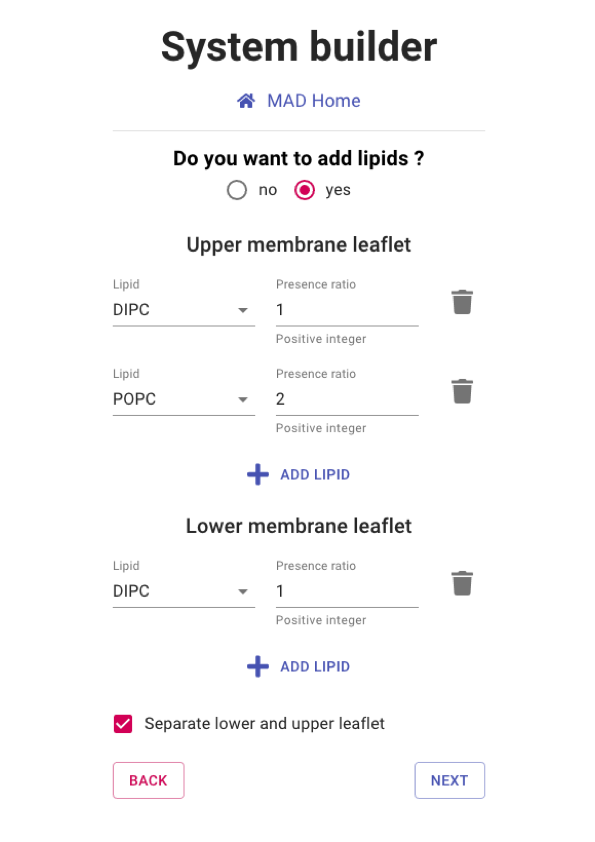 System builder
MAD Home
Do you want to add lipids ?
no yes
Upper membrane leaflet
Lipid Presence ratio
DIPC 1
Positive integer
Lipid Presence ratio
POPC 2
Positive integer
ADD LIPID
Lower membrane leaflet
Lipid Presence ratio
DIPC 1
Positive integer
ADD LIPID
Separate lower and upper leaflet
BACK NEXT